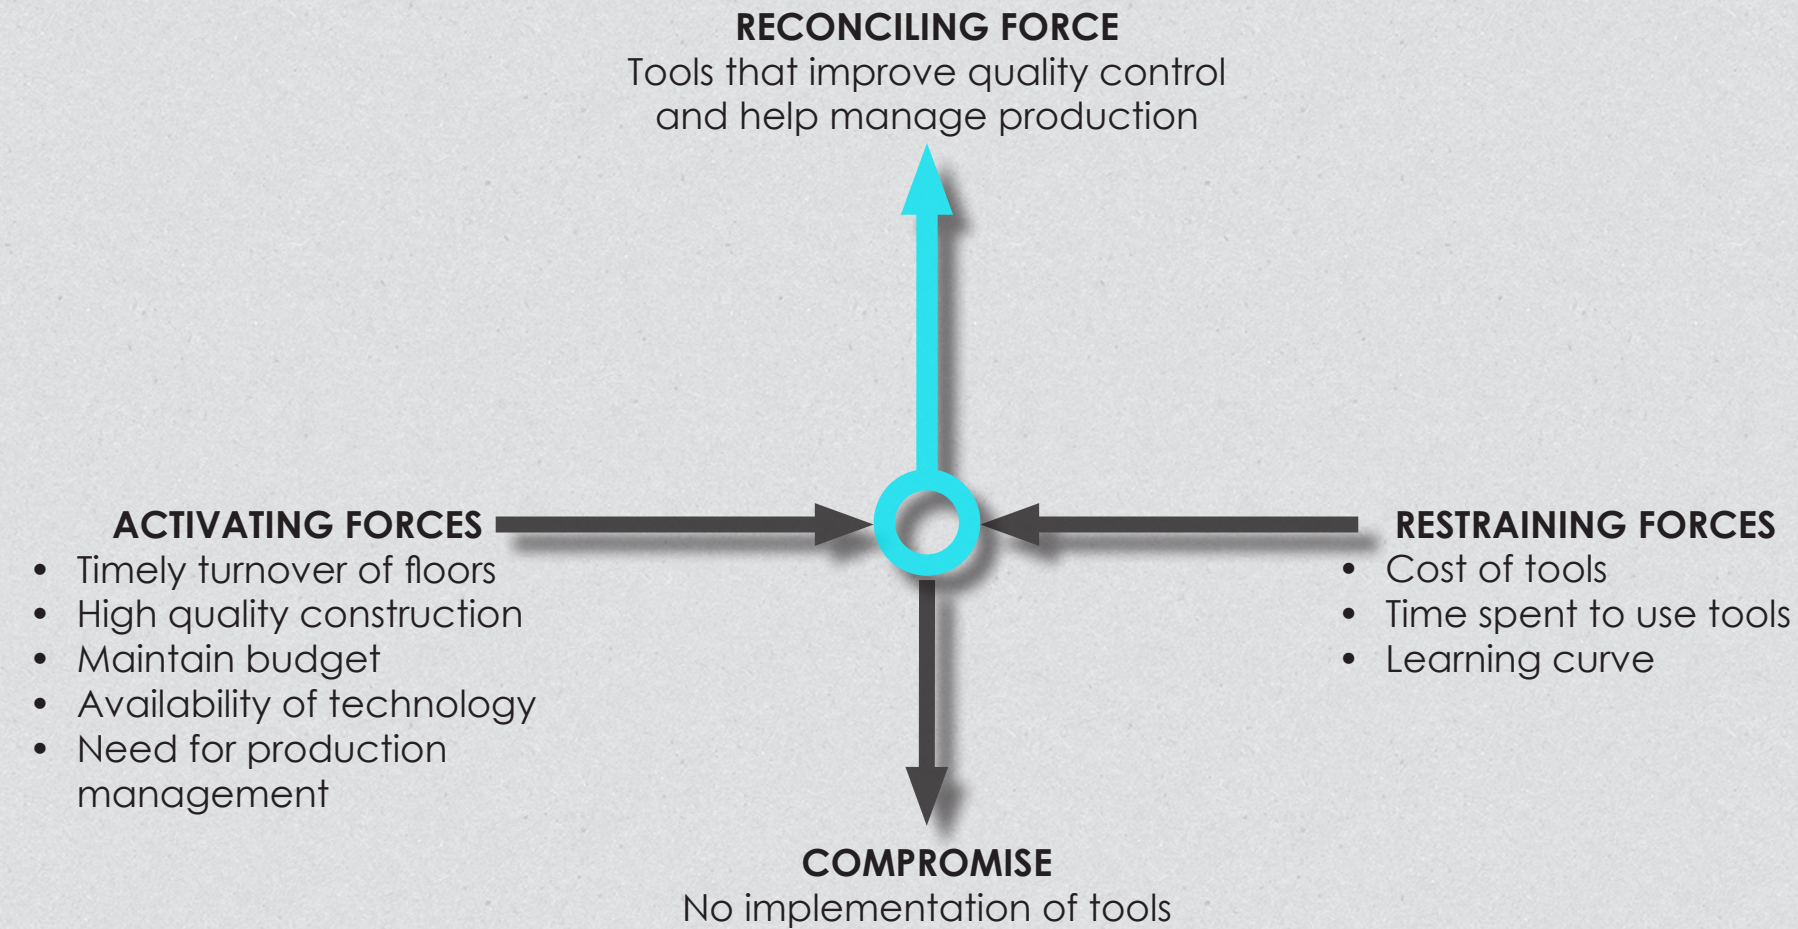 RECONCILING FORCE
Tools that improve quality control
and help manage production
ACTIVATING FORCES
• Timely turnover of floors
• High quality construction
• Maintain budget
• Availability of technology
• Need for production
management
RESTRAINING FORCES
• Cost of tools
• Time spent to use tools
• Learning curve
COMPROMISE
No implementation of tools